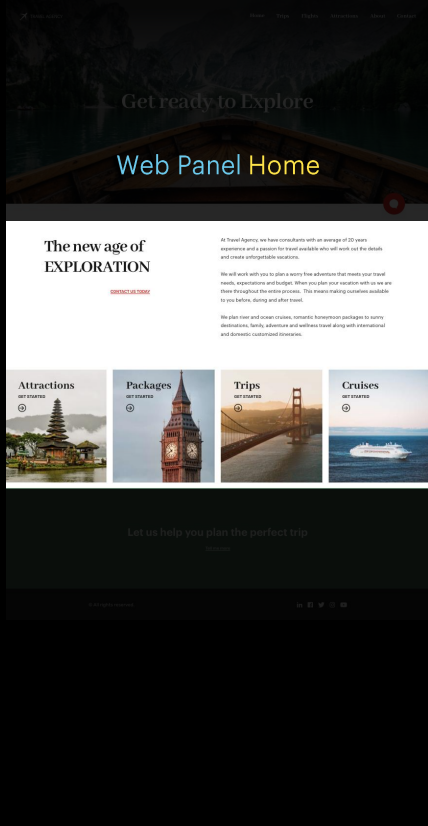 Home Trips Flights Attractions About Contact
Get ready to Explore
Web Panel Home
The new age of
EXPLORATION
CONTACT US TODAY
At Travel Agency, we have consultants with an average of 20 years
experience and a passion for travel available who will work out the details
and create unforgettable vacations.
We will work with you to plan a worry free adventure that meets your travel
needs, expectations and budget. When you plan your vacation with us we are
there throughout the entire process. This means making ourselves available
to you before, during and after travel.
We plan river and ocean cruises, romantic honeymoon packages to sunny
destinations, family, adventure and wellness travel along with international
and domestic customized itineraries.
Attractions
GET STARTED
Packages
GET STARTED
Trips
GET STARTED
Cruises
GET STARTED
Let us help you plan the perfect trip